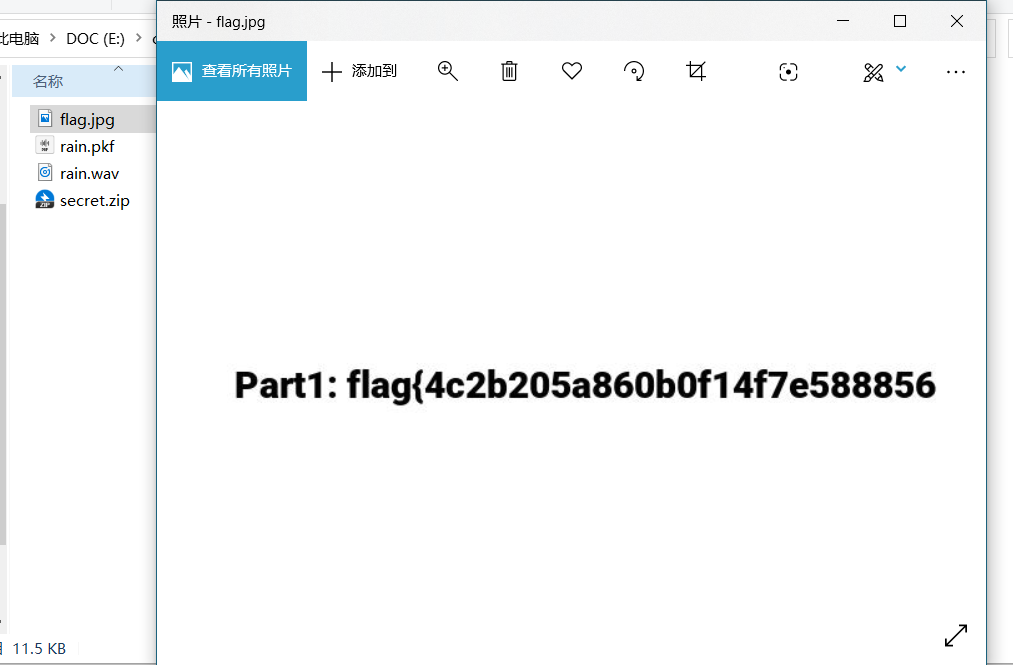 照片 - flag.jpg
此电脑 > DOC (E:) >
查看所有照片
添加到
名称
flag.jpg
rain.pkf
rain.wav
secret.zip
Part1: flag{4c2b205a860b0f14f7e588856
11.5 KB